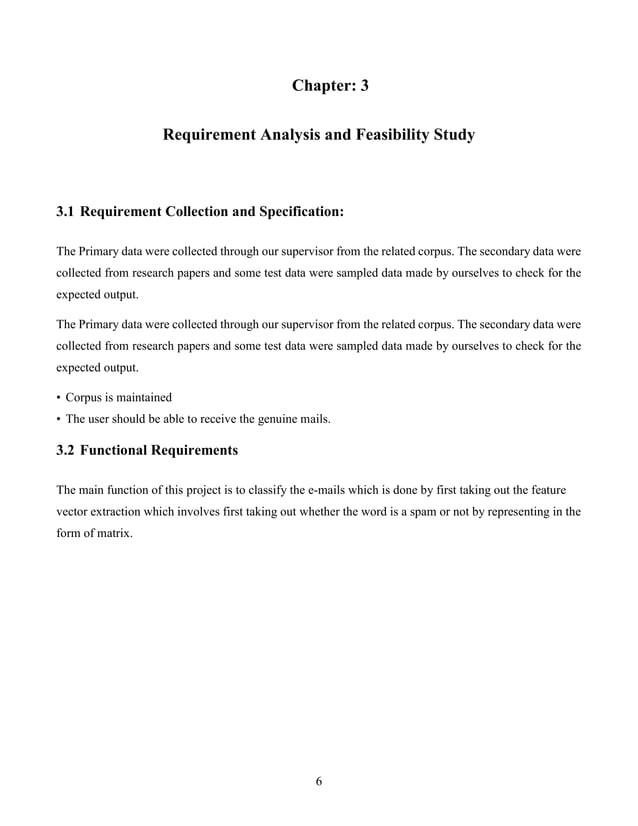 Chapter: 3
Requirement Analysis and Feasibility Study
3.1 Requirement Collection and Specification:
The Primary data were collected through our supervisor from the related corpus. The secondary data were
collected from research papers and some test data were sampled data made by ourselves to check for the
expected output.
The Primary data were collected through our supervisor from the related corpus. The secondary data were
collected from research papers and some test data were sampled data made by ourselves to check for the
expected output.
• Corpus is maintained
• The user should be able to receive the genuine mails.
3.2 Functional Requirements
The main function of this project is to classify the e-mails which is done by first taking out the feature
vector extraction which involves first taking out whether the word is a spam or not by representing in the
form of matrix.
6